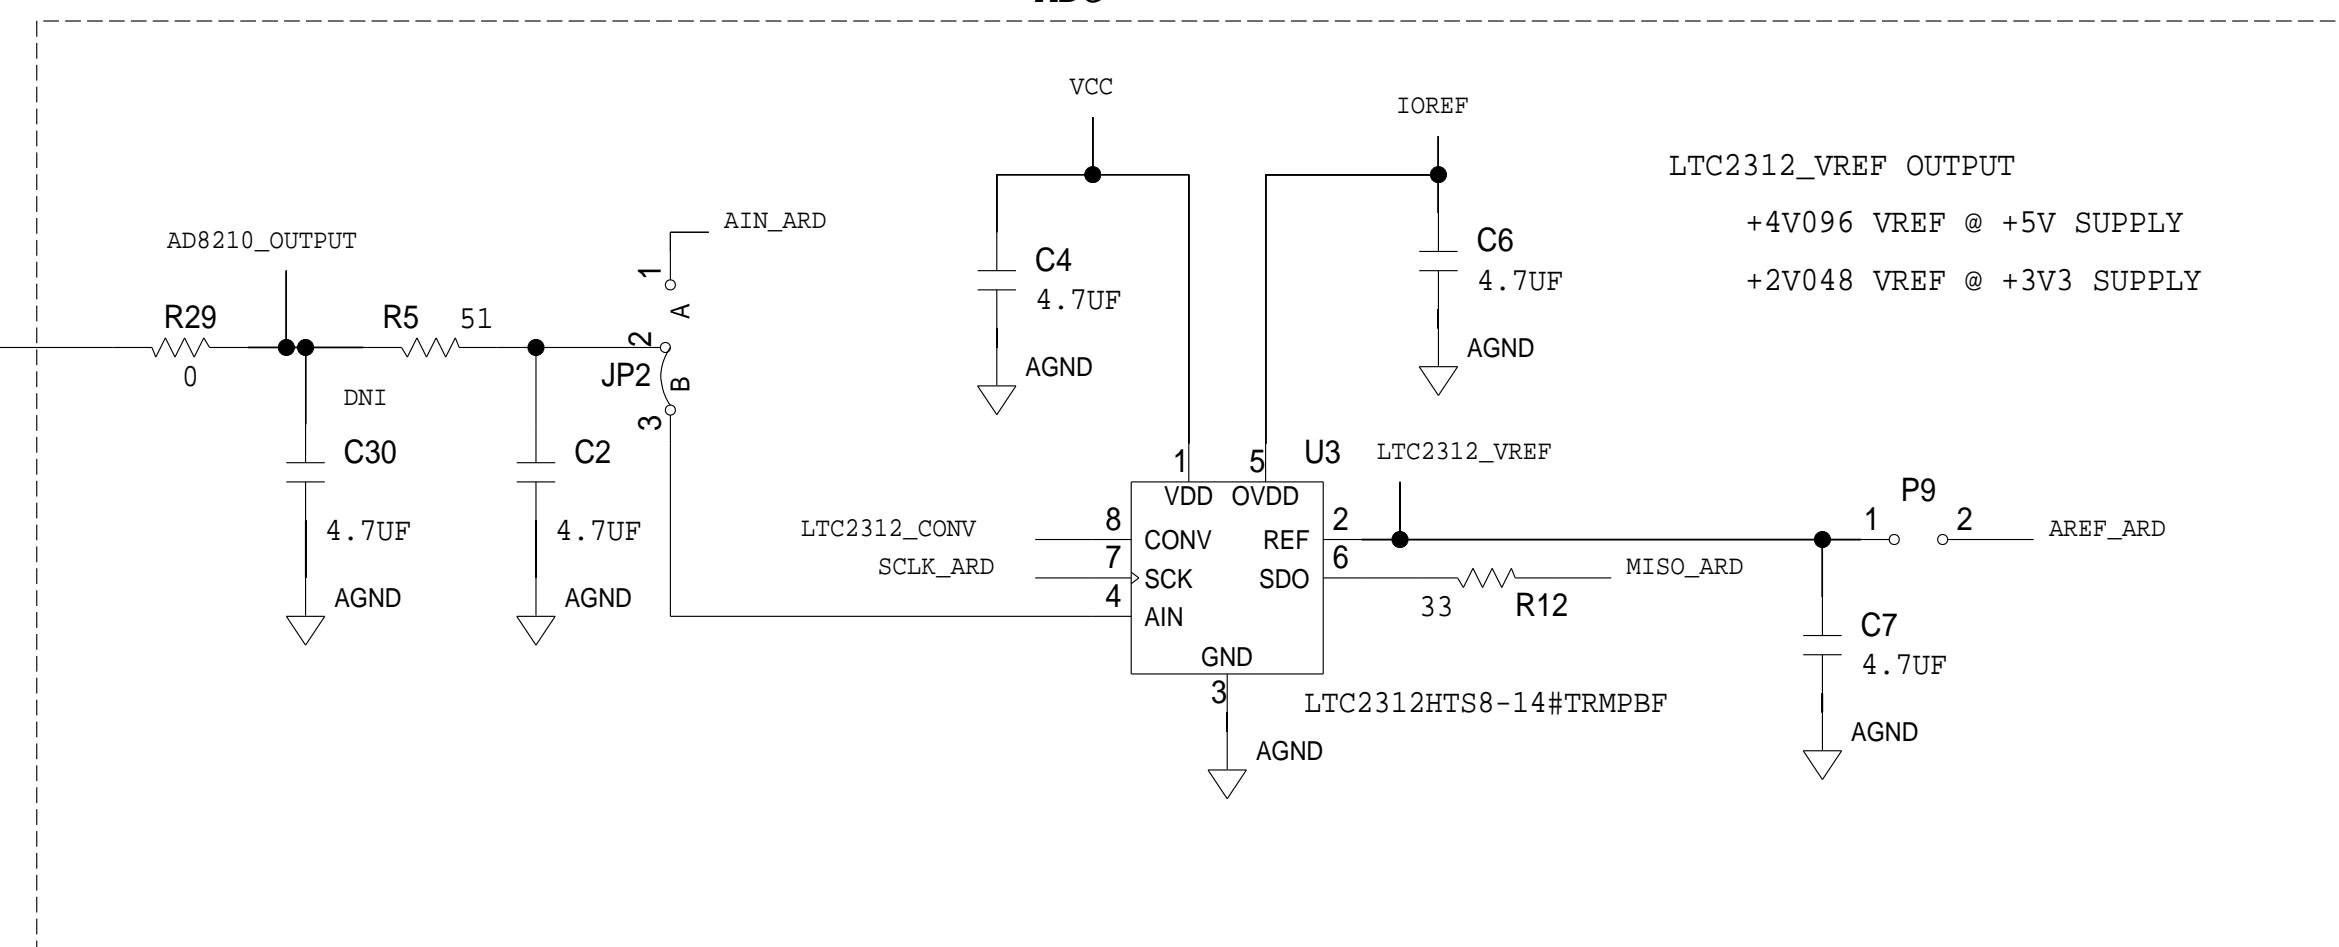 VCC
IOREF
LTC2312_VREF OUTPUT
+4V096 VREF @ +5V SUPPLY
+2V048 VREF @ +3V3 SUPPLY
AIN_ARD
AD8210_OUTPUT
C4
4.7UF
AGND
C6
4.7UF
AGND
R29
0
R5 51
1
A
2
JP2
B
3
DNI
C30
4.7UF
AGND
C2
4.7UF
AGND
1 5
U3
LTC2312_VREF
VDD OVDD
LTC2312_CONV 8 CONV
SCLK_ARD 7 SCK
4 AIN
REF 2
SDO 6
GND
3
AGND
LTC2312HTS8-14#TRMPBF
33
R12
MISO_ARD
P9
1 2
AREF_ARD
C7
4.7UF
AGND